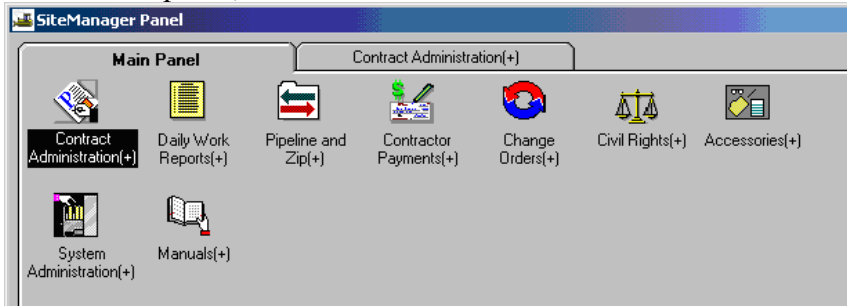 SiteManager Panel
Main Panel
Contract Administration(+)
Contract
Administration(+)
Daily Work
Reports(+)
Pipeline and
Zip(+)
Contractor
Payments(+)
Change
Orders(+)
Civil Rights(+)
Accessories(+)
System
Administration(+)
Manuals(+)